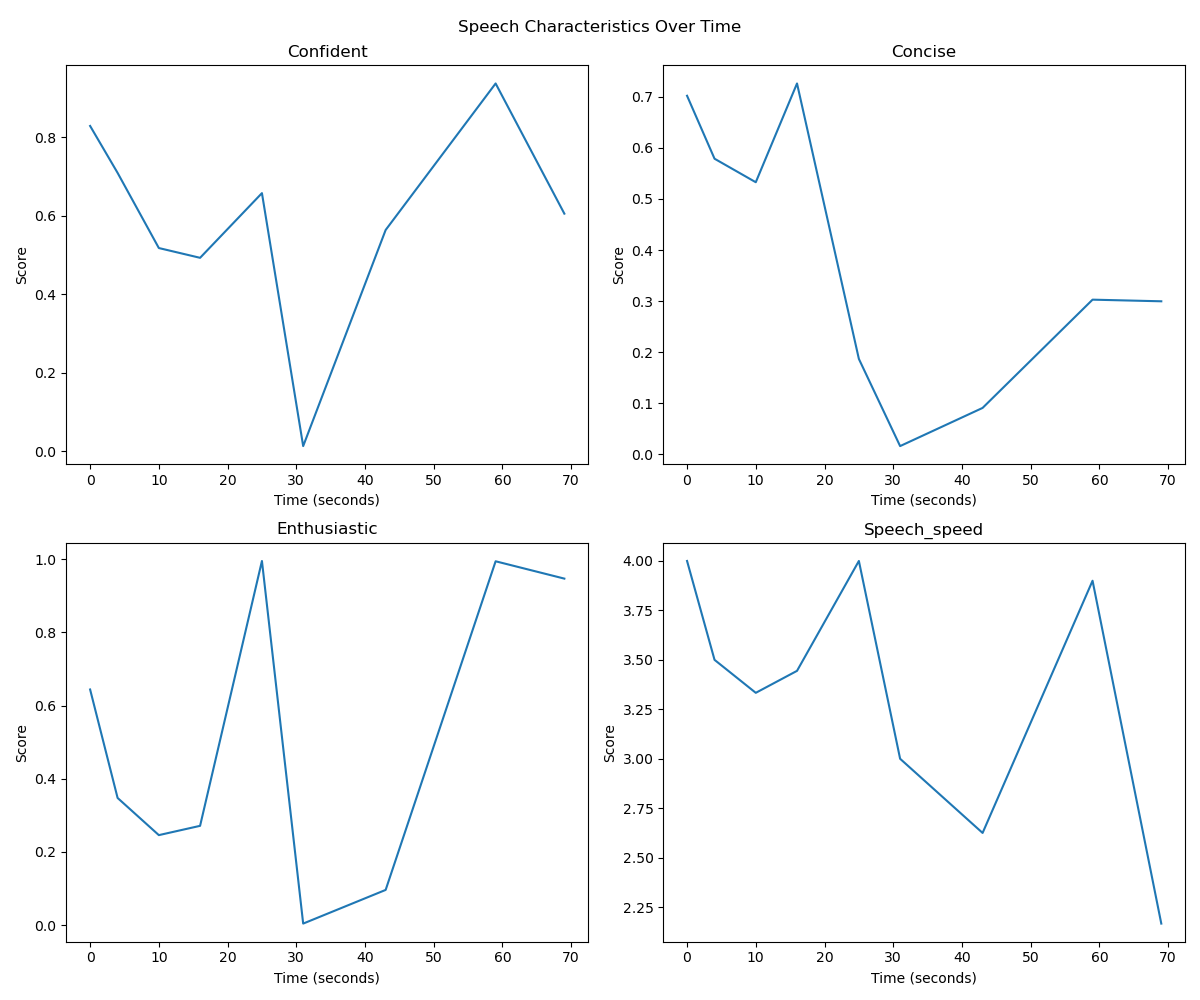 Speech Characteristics Over Time
Confident
Score
0.8
0.6
0.4
0.2
0.0
0 10 20 30 40 50 60 70
Time (seconds)
Concise
Score
0.7
0.6
0.5
0.4
0.3
0.2
0.1
0.0
0 10 20 30 40 50 60 70
Time (seconds)
Enthusiastic
Score
1.0
0.8
0.6
0.4
0.2
0.0
0 10 20 30 40 50 60 70
Time (seconds)
Speech_speed
Score
4.00
3.75
3.50
3.25
3.00
2.75
2.50
2.25
0 10 20 30 40 50 60 70
Time (seconds)